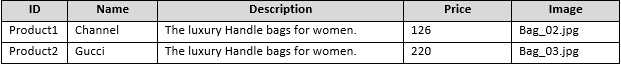 ID Name Description Price Image
Product1 Channel The luxury Handle bags for women. 126 Bag_02.jpg
Product2 Gucci The luxury Handle bags for women. 220 Bag_03.jpg